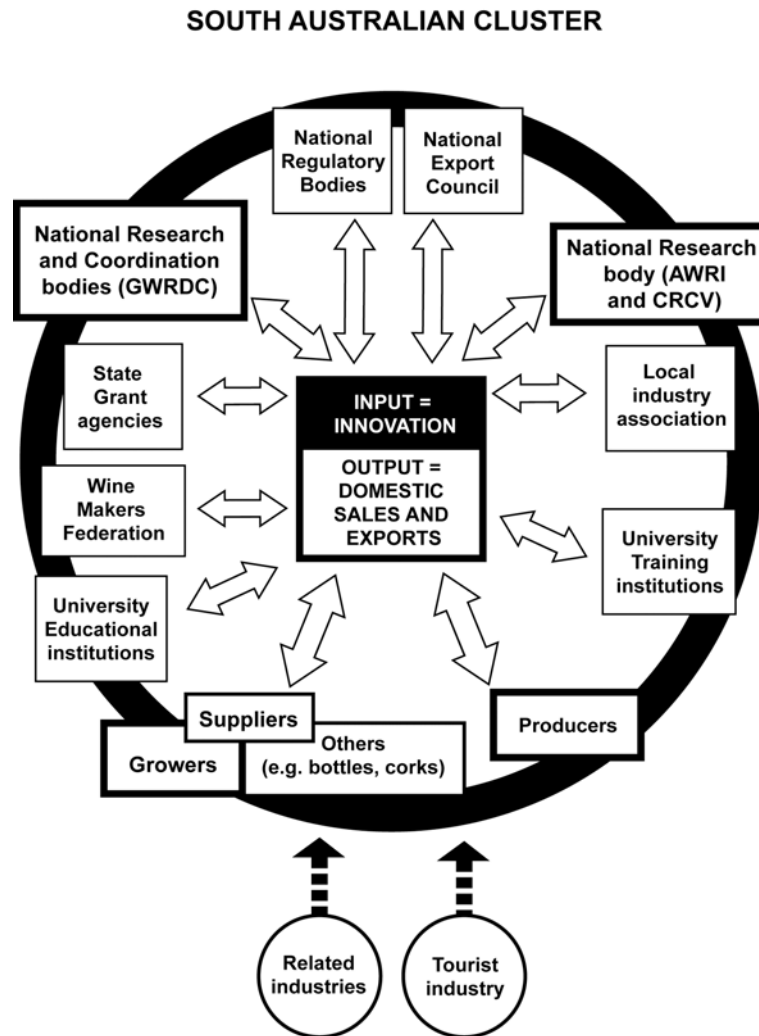 SOUTH AUSTRALIAN CLUSTER
National
Regulatory
Bodies
National
Export
Council
National Research
and Coordination
bodies (GWRDC)
National Research
body (AWRI
and CRCV)
State
Grant
agencies
INPUT =
INNOVATION
OUTPUT =
DOMESTIC
SALES AND
EXPORTS
Local
industry
association
Wine
Makers
Federation
University
Training
institutions
University
Educational
institutions
Suppliers
Growers
Others
(e.g. bottles, corks)
Producers
Related
industries
Tourist
industry